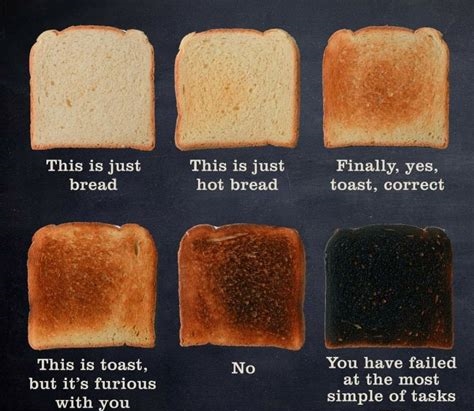 This is just
bread
This is just
hot bread
Finally, yes,
toast, correct
This is toast,
but it's furious
with you
No
You have failed
at the most
simple of tasks